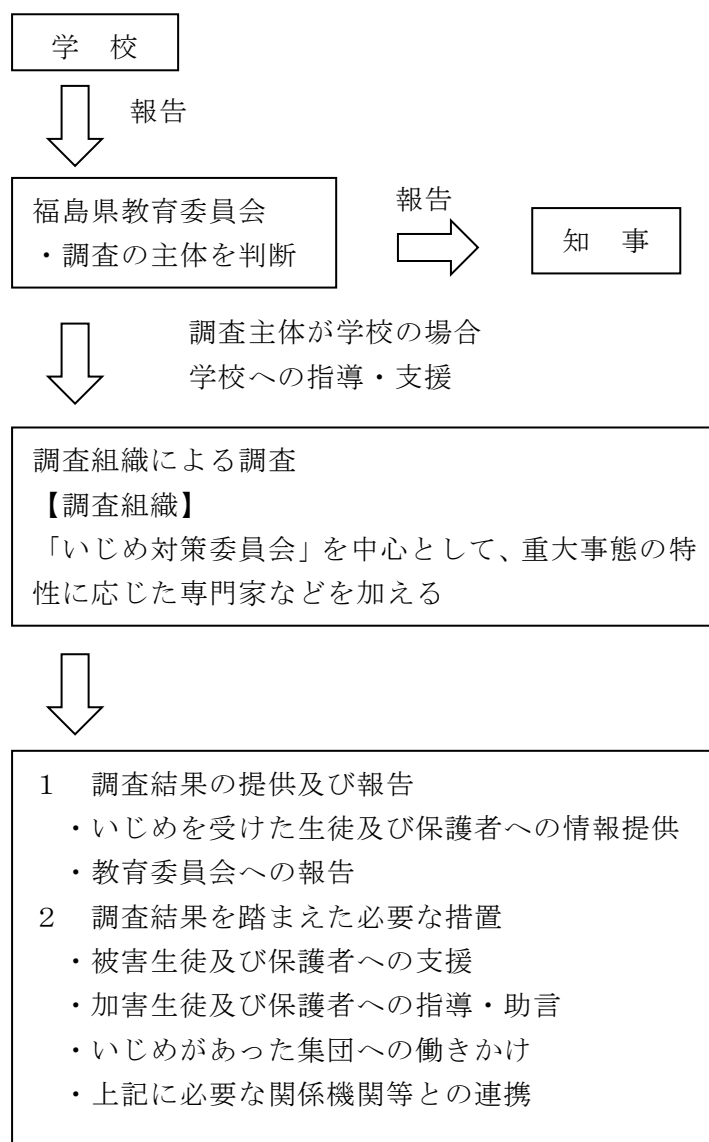 学 校
報告
福島県教育委員会
・調査の主体を判断
報告
知 事
調査主体が学校の場合
学校への指導・支援
調査組織による調査
【調査組織】
「いじめ対策委員会」を中心として、重大事態の特
性に応じた専門家などを加える
1 調査結果の提供及び報告
・いじめを受けた生徒及び保護者への情報提供
・教育委員会への報告
2 調査結果を踏まえた必要な措置
・被害生徒及び保護者への支援
・加害生徒及び保護者への指導・助言
・いじめがあった集団への働きかけ
・上記に必要な関係機関等との連携